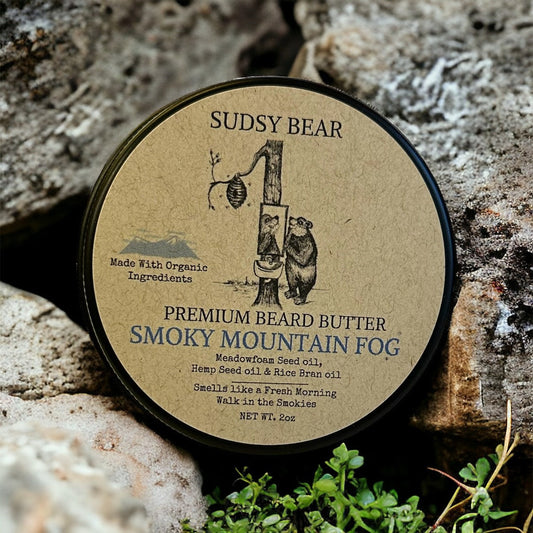 SUDSY BEAR
Made With Organic
Ingredients
PREMIUM BEARD BUTTER
SMOKY MOUNTAIN FOG
Meadowfoam Seed oil,
Hemp Seed oil & Rice Bran oil
Smells like a Fresh Morning
Walk in the Smokies
NET WT. 2oz